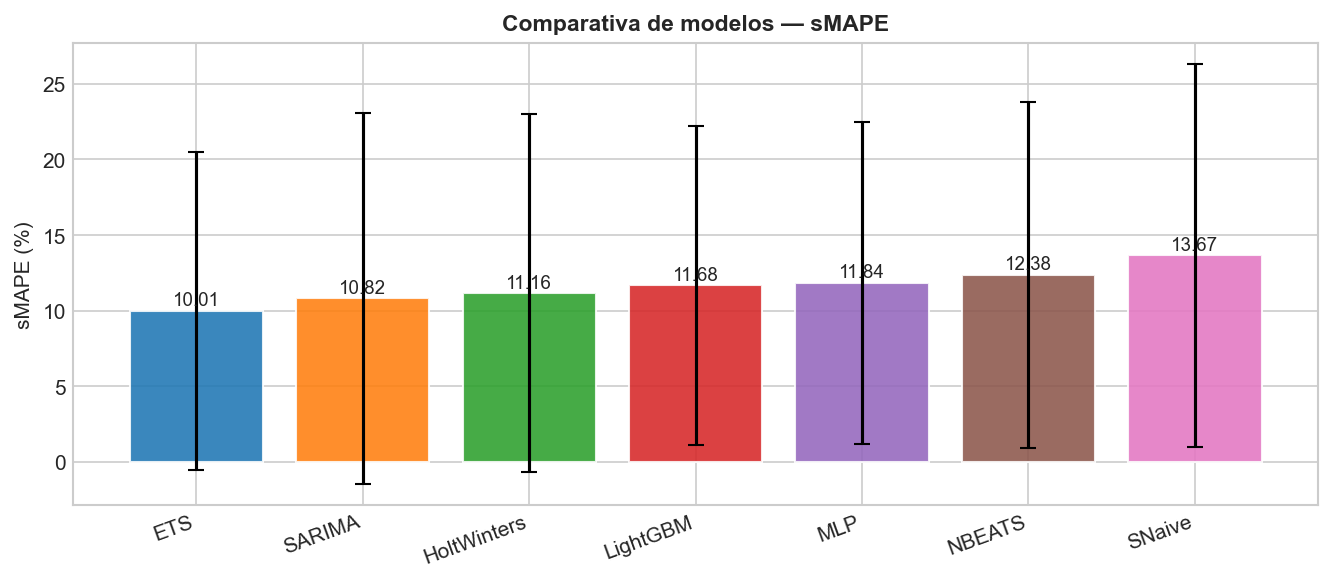 Comparativa de modelos — sMAPE
sMAPE (%)
25
20
15
10
5
0
10.01
10.82
11.16
11.68
11.84
12.38
13.67
ETS
SARIMA
HoltWinters
LightGBM
MLP
NBEATS
SNaive